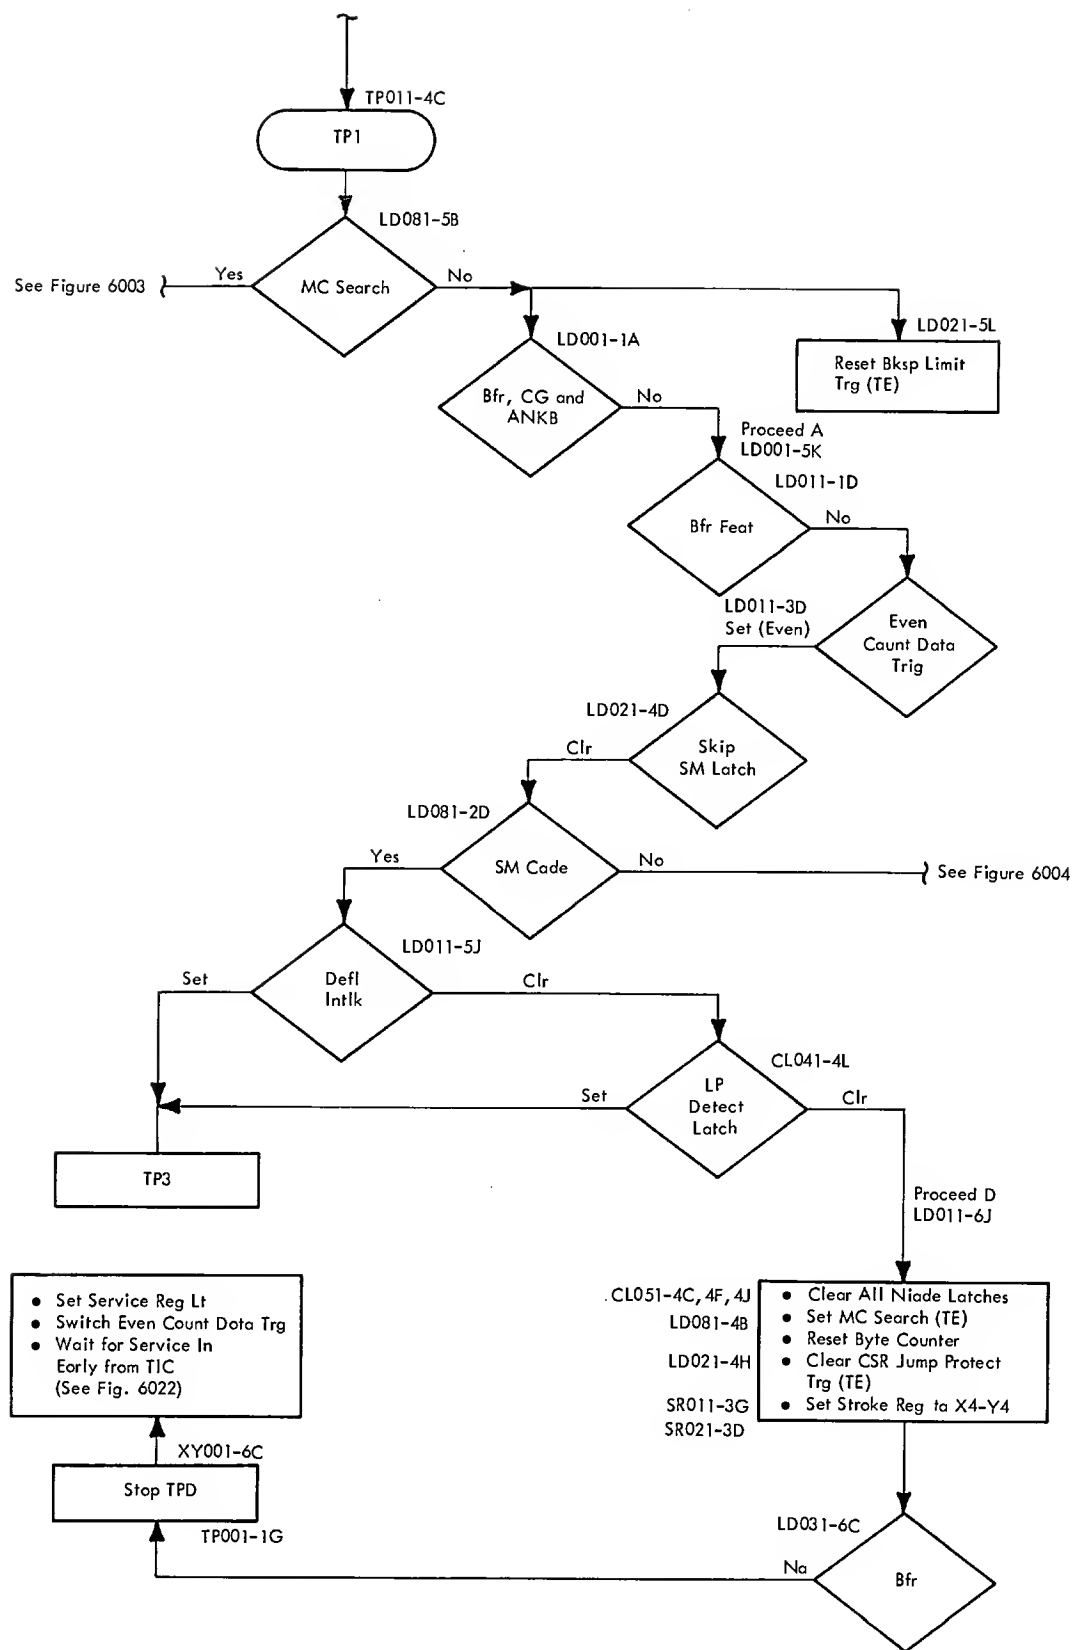 TP011-4C
TP1
LD081-5B
See Figure 6003
Yes
MC Search
No
LD001-1A
LD021-5L
Bfr, CG and
ANKB
No
Reset Bksp Limit
Trg (TE)
Proceed A
LD001-5K
LD011-1D
Bfr Feat
No
LD011-3D
Set (Even)
Even
Caunt Data
Trig
LD021-4D
Clr
Skip
SM Latch
LD081-2D
Yes
SM Cade
No
See Figure 6004
LD011-5J
Set
Defl
Intlk
Clr
CL041-4L
Set
LP
Detect
Latch
Clr
TP3
Proceed D
LD011-6J
● Set Service Reg Lt
● Switch Even Count Dota Trg
● Wait for Service In
Eorly from TIC
(See Fig. 6022)
CL051-4C, 4F, 4J
LD081-4B
LD021-4H
SR011-3G
SR021-3D
● Clear All Niade Latches
● Set MC Search (TE)
● Reset Byte Counter
● Clear CSR Jump Protect
Trg (TE)
● Set Stroke Reg ta X4-Y4
XY001-6C
Stop TPD
TP001-1G
LD031-6C
Na
Bfr